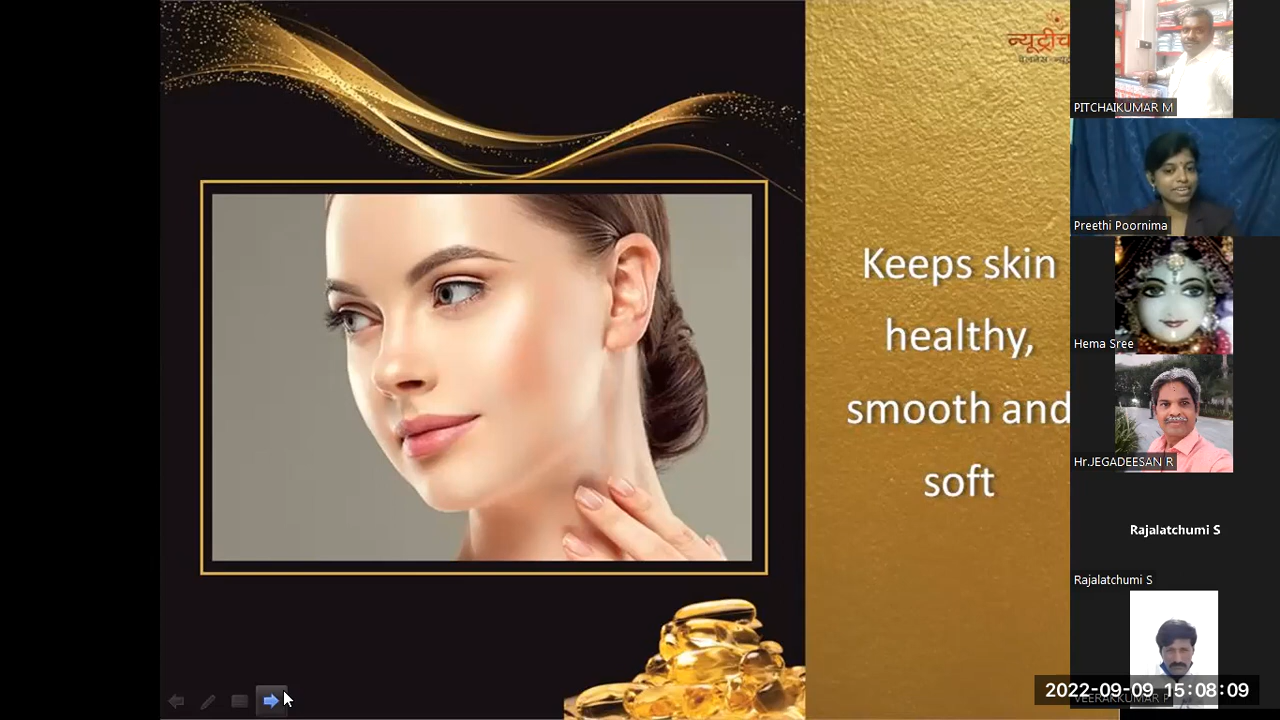 न्यूट्रीच
Keeps skin
healthy,
smooth and
soft
PITCHAIKUMAR M
Preethi Poornima
Hema Sree
Hr.JEGADEESAN R
Rajalatchumi S
Rajalatchumi S
2022-09-09 15:08:09
VEERAKKUMAR P